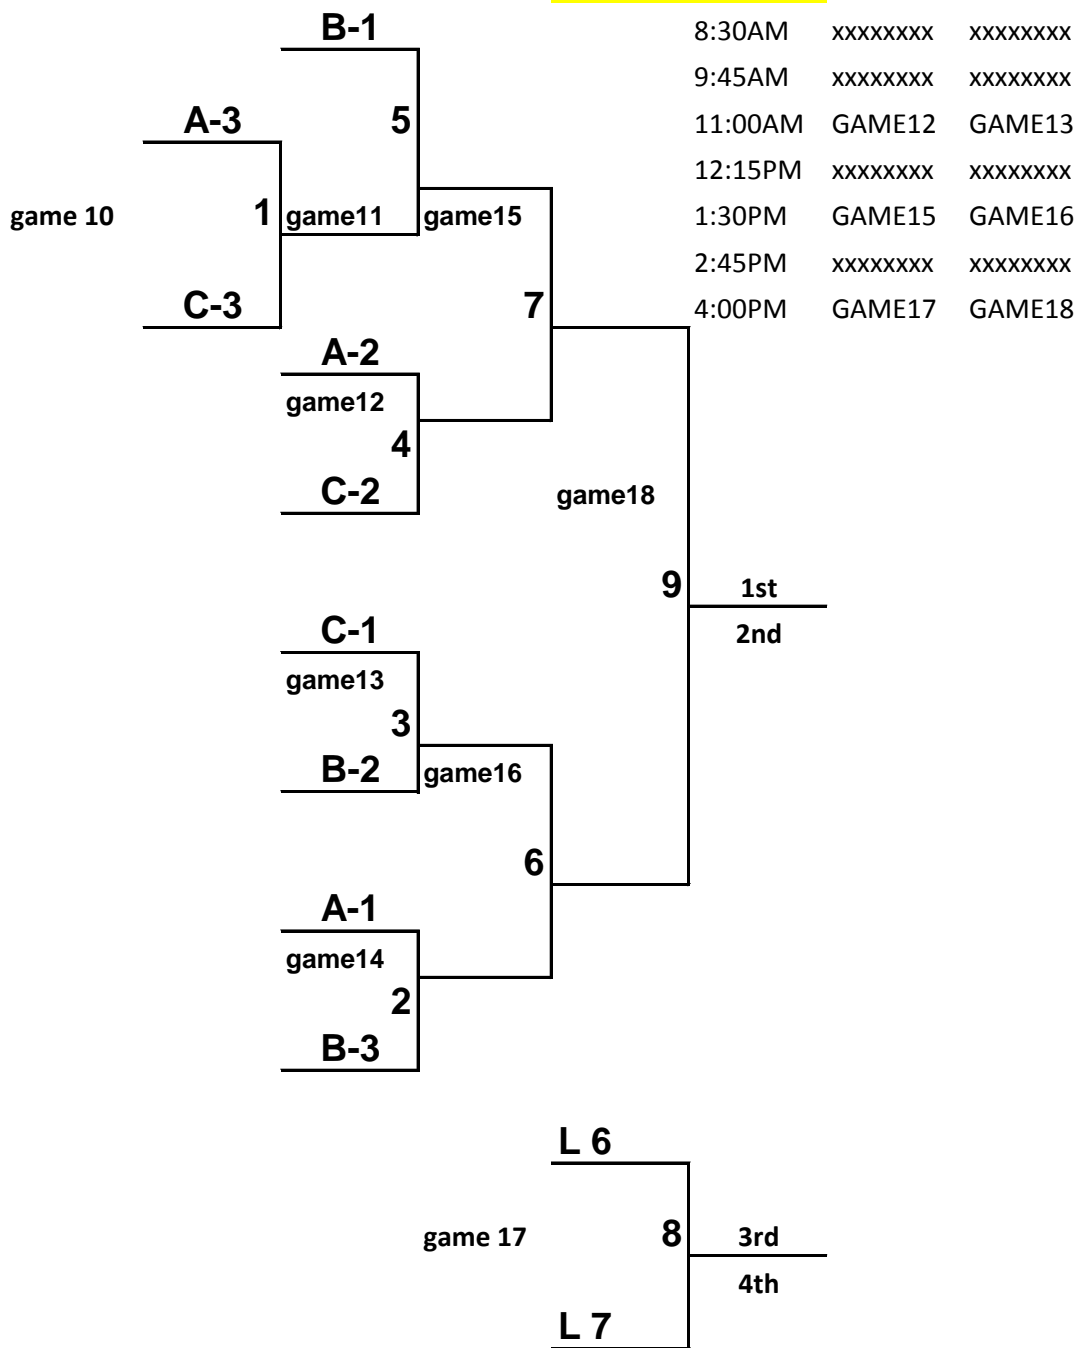 B-1 8:30AM xxxxxxxx xxxxxxxx
9:45AM xxxxxxxx xxxxxxxx
A-3 5 11:00AM GAME12 GAME13
12:15PM xxxxxxxx xxxxxxxx
game 10 1 game11 game15 1:30PM GAME15 GAME16
2:45PM xxxxxxxx xxxxxxxx
C-3 7 4:00PM GAME17 GAME18
A-2
game12
4
C-2 game18
9 1st
C-1 2nd
game13
3
B-2 game16
6
A-1
game14
2
B-3
L 6
game 17 8 3rd
4th
L 7